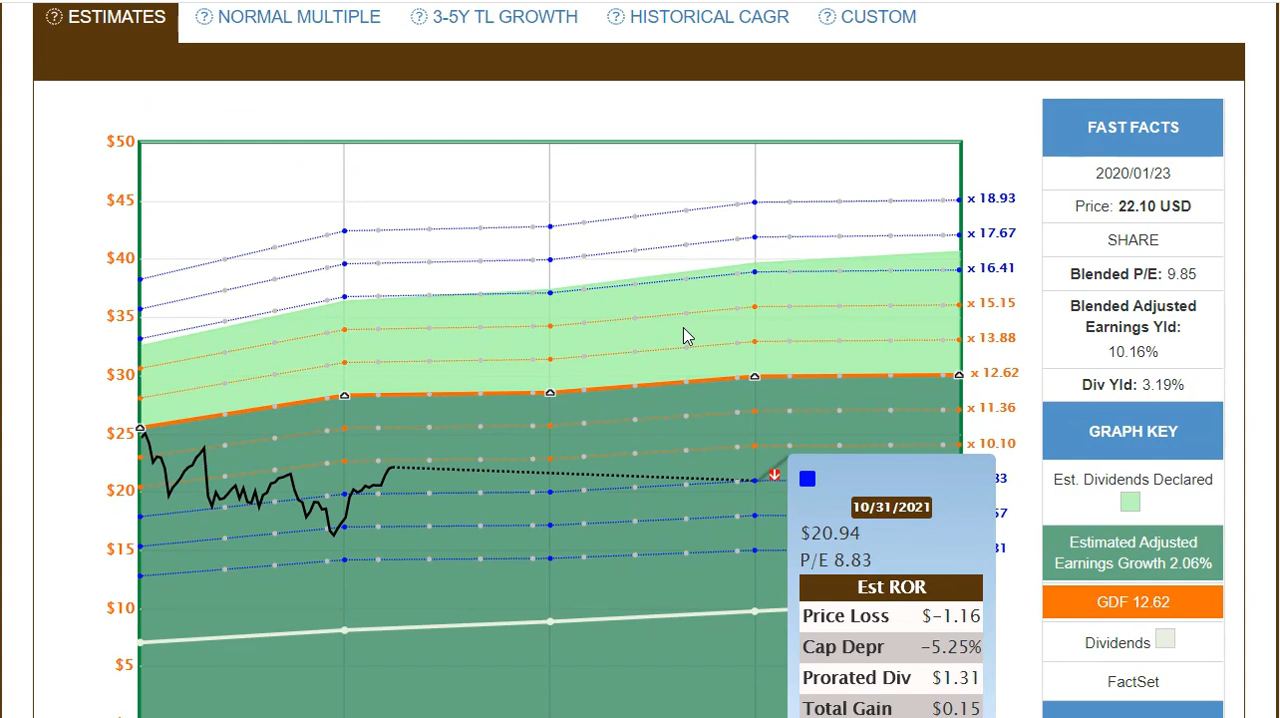 ESTIMATES
NORMAL MULTIPLE
3-5Y TL GROWTH
HISTORICAL CAGR
CUSTOM
$50
$45
$40
$35
$30
$25
$20
$15
$10
$5
x 18.93
x 17.67
x 16.41
x 15.15
x 13.88
x 12.62
x 11.36
x 10.10
10/31/2021
$20.94
P/E 8.83
Est ROR
Price Loss $-1.16
Cap Depr -5.25%
Prorated Div $1.31
Total Gain $0.15
FAST FACTS
2020/01/23
Price: 22.10 USD
SHARE
Blended P/E: 9.85
Blended Adjusted
Earnings Yld:
10.16%
Div Yld: 3.19%
GRAPH KEY
Est. Dividends Declared
Estimated Adjusted
Earnings Growth 2.06%
GDF 12.62
Dividends
FactSet